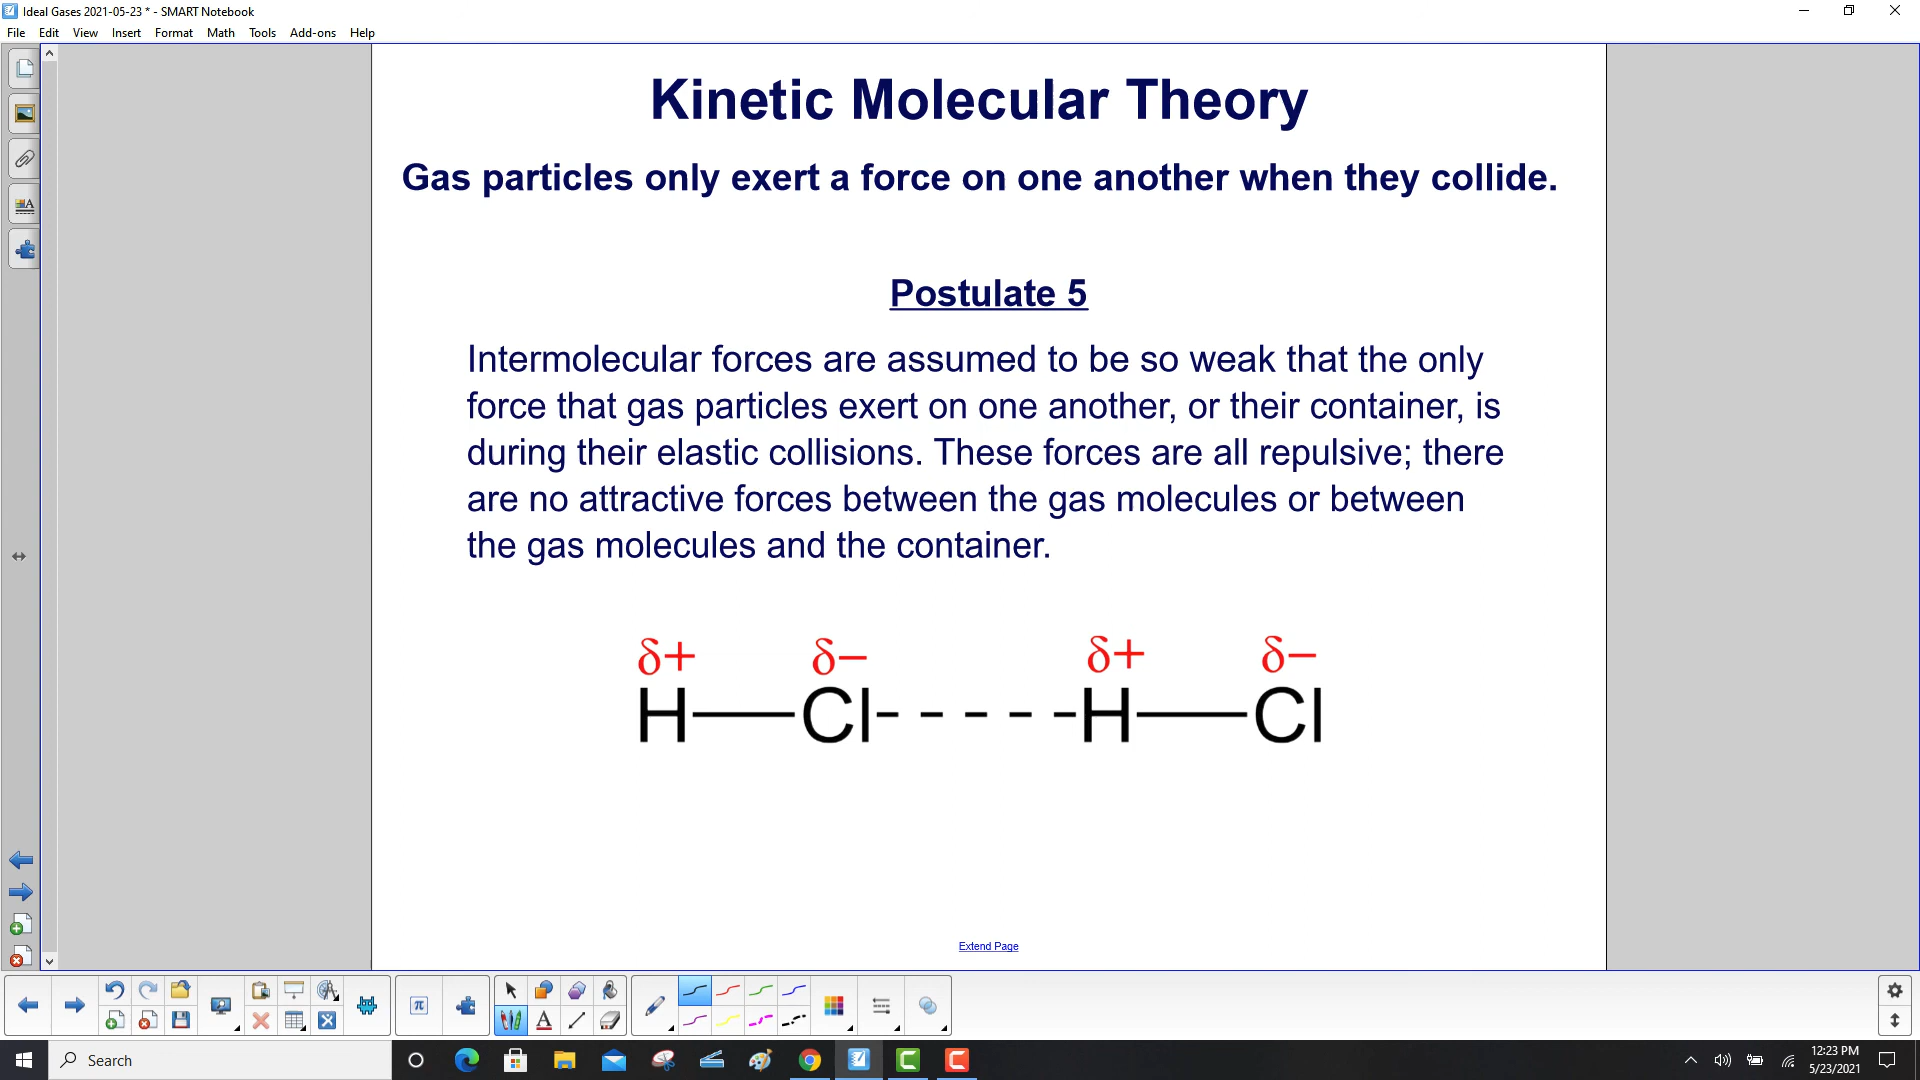 Ideal Gases 2021-05-23 * - SMART Notebook
File Edit View Insert Format Math Tools Add-ons Help
Kinetic Molecular Theory
Gas particles only exert a force on one another when they collide.
Postulate 5
Intermolecular forces are assumed to be so weak that the only
force that gas particles exert on one another, or their container, is
during their elastic collisions. These forces are all repulsive; there
are no attractive forces between the gas molecules or between
the gas molecules and the container.
δ+ δ− δ+ δ−
H Cl H Cl
Extend Page
π
A
Search
12:23 PM
5/23/2021